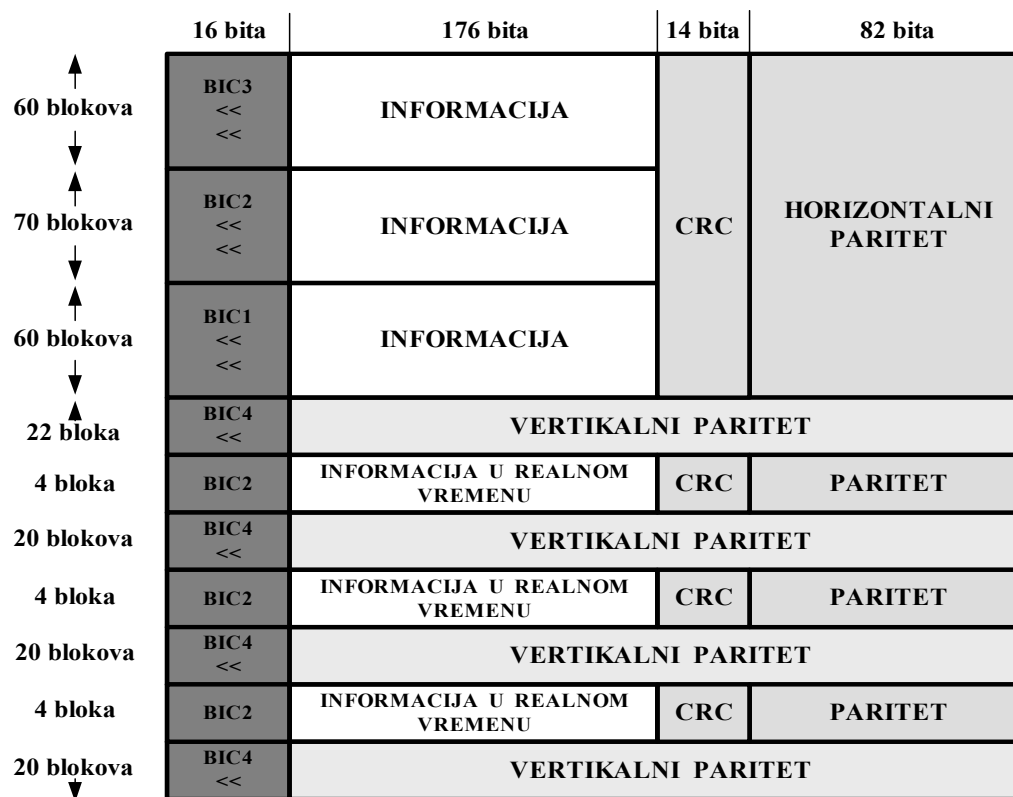 16 bita 176 bita 14 bita 82 bita
60 blokova
BIC3
<<
<<
INFORMACIJA
70 blokova
BIC2
<<
<<
INFORMACIJA
CRC
HORIZONTALNI
PARITET
60 blokova
BIC1
<<
<<
INFORMACIJA
22 bloka
BIC4
<<
VERTIKALNI PARITET
4 bloka
BIC2
INFORMACIJA U REALNOM
VREMENU
CRC
PARITET
20 blokova
BIC4
<<
VERTIKALNI PARITET
4 bloka
BIC2
INFORMACIJA U REALNOM
VREMENU
CRC
PARITET
20 blokova
BIC4
<<
VERTIKALNI PARITET
4 bloka
BIC2
INFORMACIJA U REALNOM
VREMENU
CRC
PARITET
20 blokova
BIC4
<<
VERTIKALNI PARITET